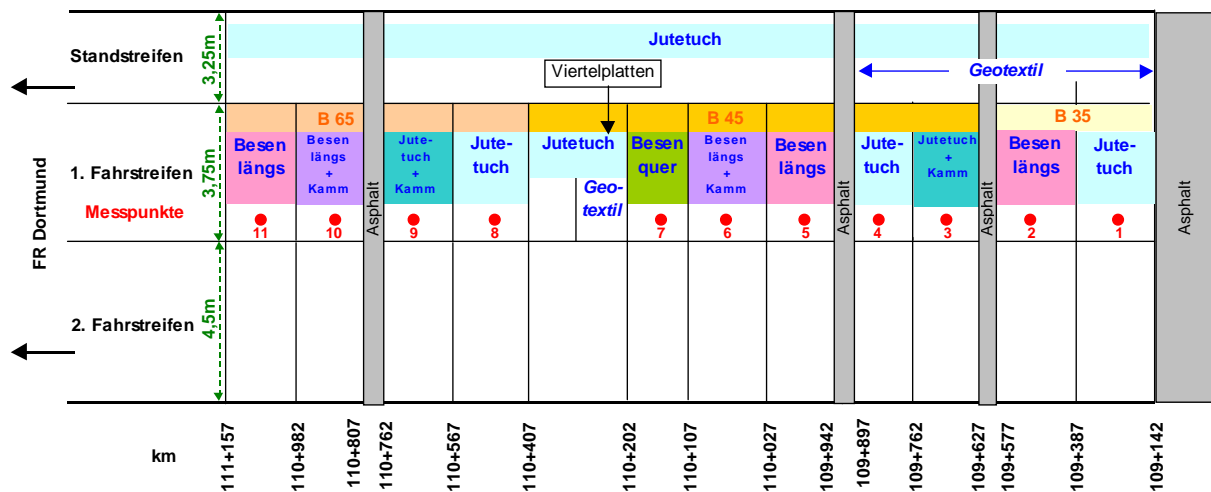 Standstreifen
3,25m
Jutetuch
Viertelplatten
Geotextil
FR Dortmund
1. Fahrstreifen
Messpunkte
3,75m
B 65
B 45
B 35
Besen
längs
Besen
längs
+
Kamm
Jute-
tuch
+
Kamm
Jute-
tuch
Jutetuch
Geo-
textil
Besen
quer
Besen
längs
+
Kamm
Besen
längs
Jute-
tuch
Jutetuch
+
Kamm
Besen
längs
Jute-
tuch
Asphalt
Asphalt
Asphalt
Asphalt
11
10
9
8
7
6
5
4
3
2
1
2. Fahrstreifen
4,5m
km
111+157
110+982
110+807
110+762
110+567
110+407
110+202
110+107
110+027
109+942
109+897
109+762
109+627
109+577
109+387
109+142